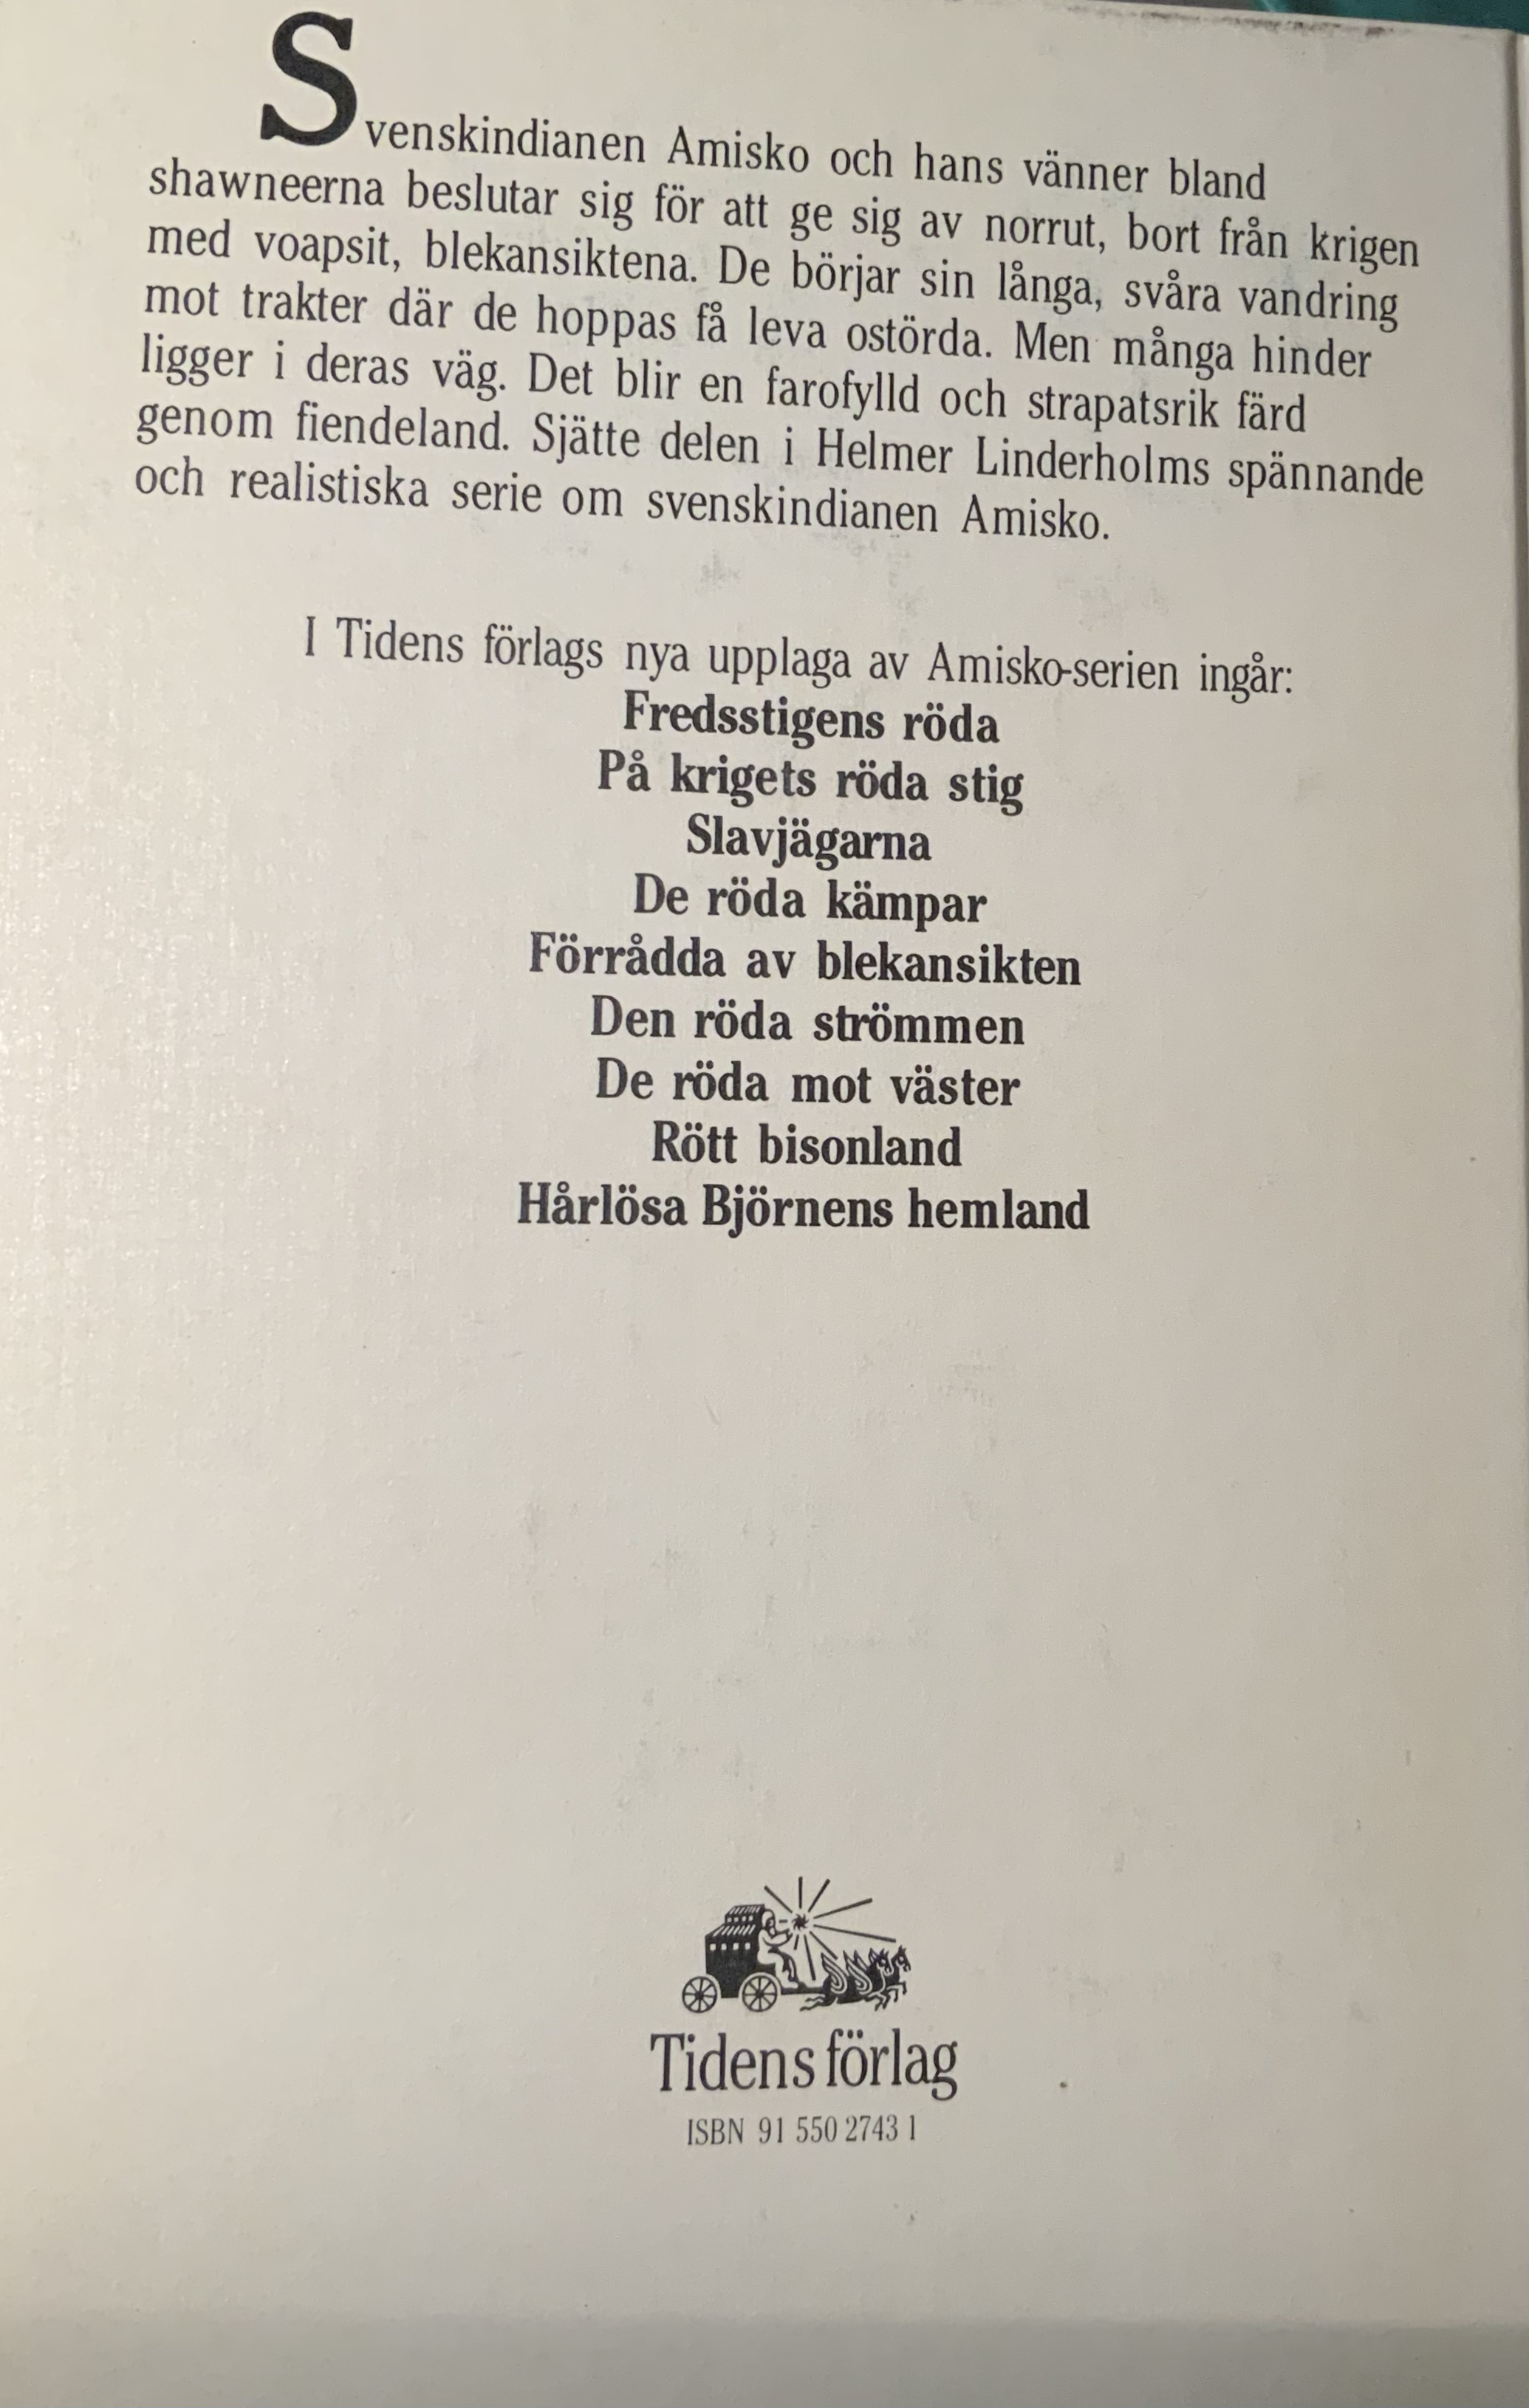 Svenskindianen Amisko och hans vänner bland
shawneerna beslutar sig för att ge sig av norrut, bort från krigen
med voapsit, blekansiktena. De börjar sin långa, svåra vandring
mot trakter där de hoppas få leva ostörda. Men många hinder
ligger i deras väg. Det blir en farofylld och strapatsrik färd
genom fiendeland. Sjätte delen i Helmer Linderholms spännande
och realistiska serie om svenskindianen Amisko.
I Tidens förlags nya upplaga av Amisko-serien ingår:
Fredsstigens röda
På krigets röda stig
Slavjägarna
De röda kämpar
Förrådda av blekansikten
Den röda strömmen
De röda mot väster
Rött bisonland
Hårlösa Björnens hemland
Tidens förlag
ISBN 91 550 2743 1